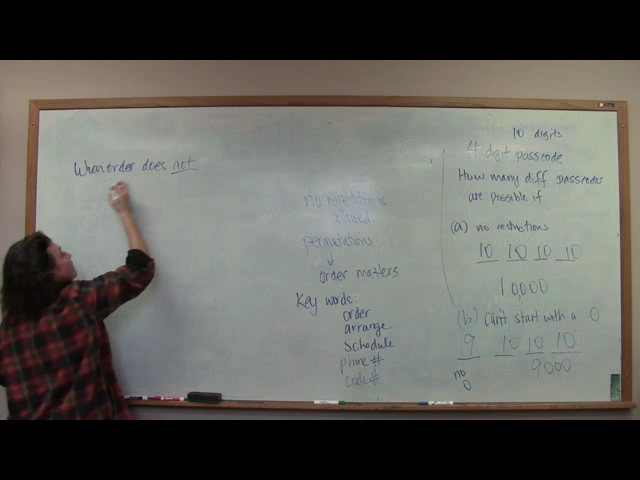 When order does not
no repetition is
allowed
permutations
↓
order matters
Key words
order
arrange
schedule
phone #
code #
10 digits
4 digit passcode
How many diff passcodes
are possible if
(a) no restrictions
10 10 10 10
10,000
(b) Can't start with a 0
9 10 10 10
9000
no
0